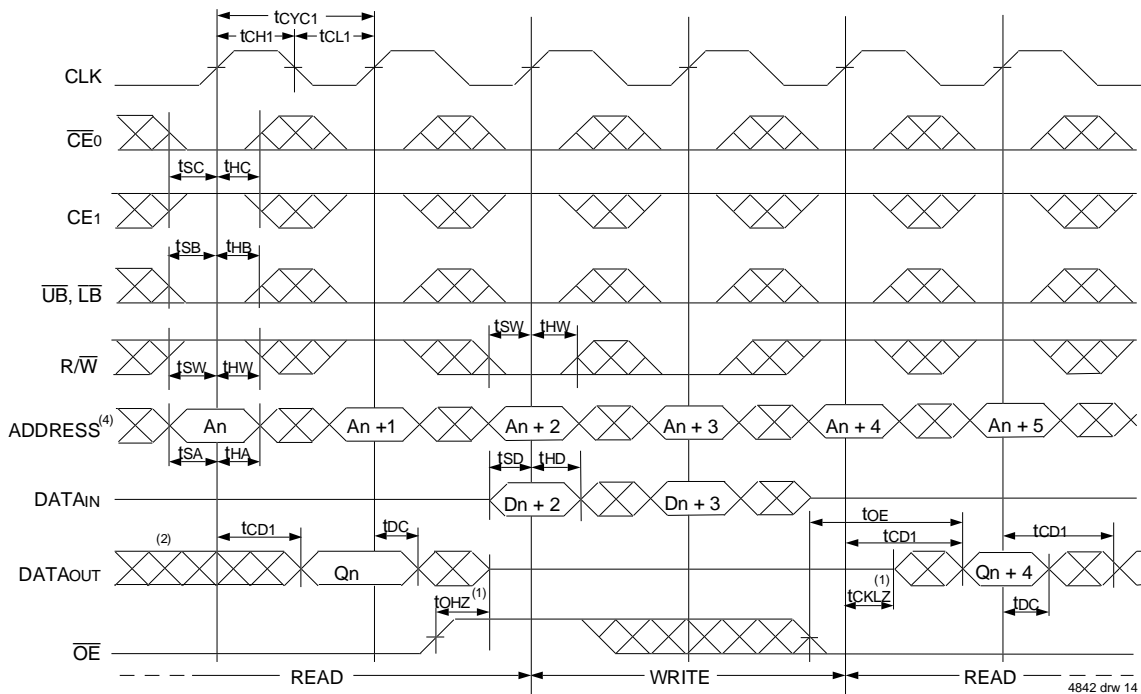 tCYC1
tCH1 tCL1
CLK
CE0
tSC tHC
CE1
tSB tHB
UB, LB
tSW tHW
R/W
tSW tHW
ADDRESS(4) An An +1 An + 2 An + 3 An + 4 An + 5
tSA tHA tSD tHD
DATAIN Dn + 2 Dn + 3
tOE
(2) tCD1 tDC tCD1 tCD1
DATAOUT Qn Qn + 4
tOHZ(1) tCKLZ(1) tDC
OE
READ WRITE READ
4842 drw 14